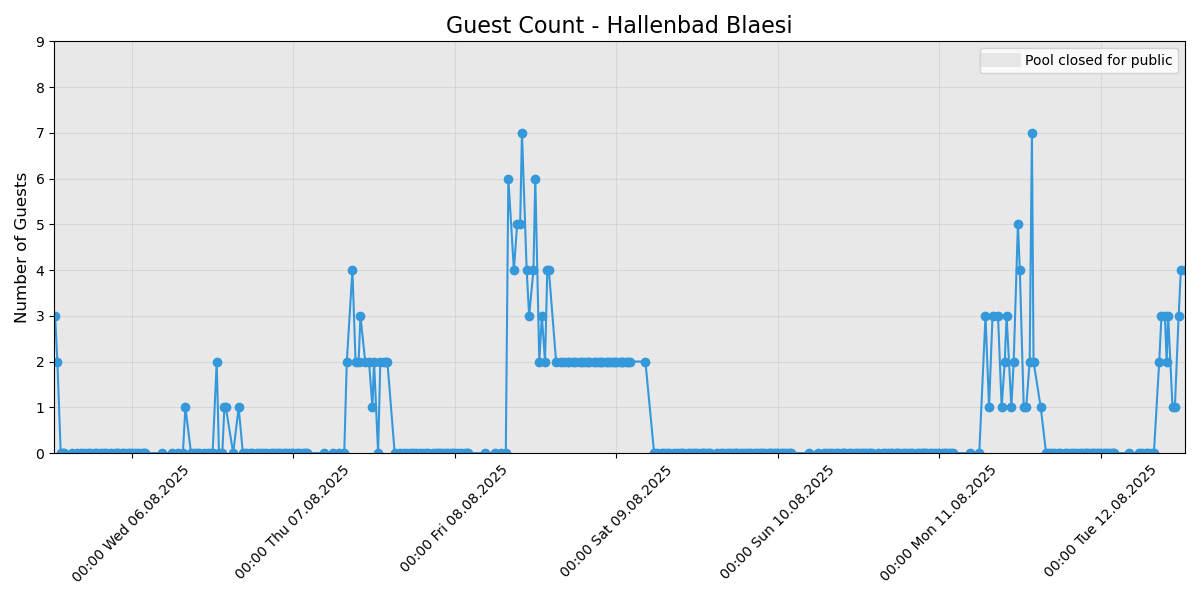 Guest Count - Hallenbad Blaesi
Pool closed for public
Number of Guests
9
8
7
6
5
4
3
2
1
0
00:00 Wed 06.08.2025
00:00 Thu 07.08.2025
00:00 Fri 08.08.2025
00:00 Sat 09.08.2025
00:00 Sun 10.08.2025
00:00 Mon 11.08.2025
00:00 Tue 12.08.2025